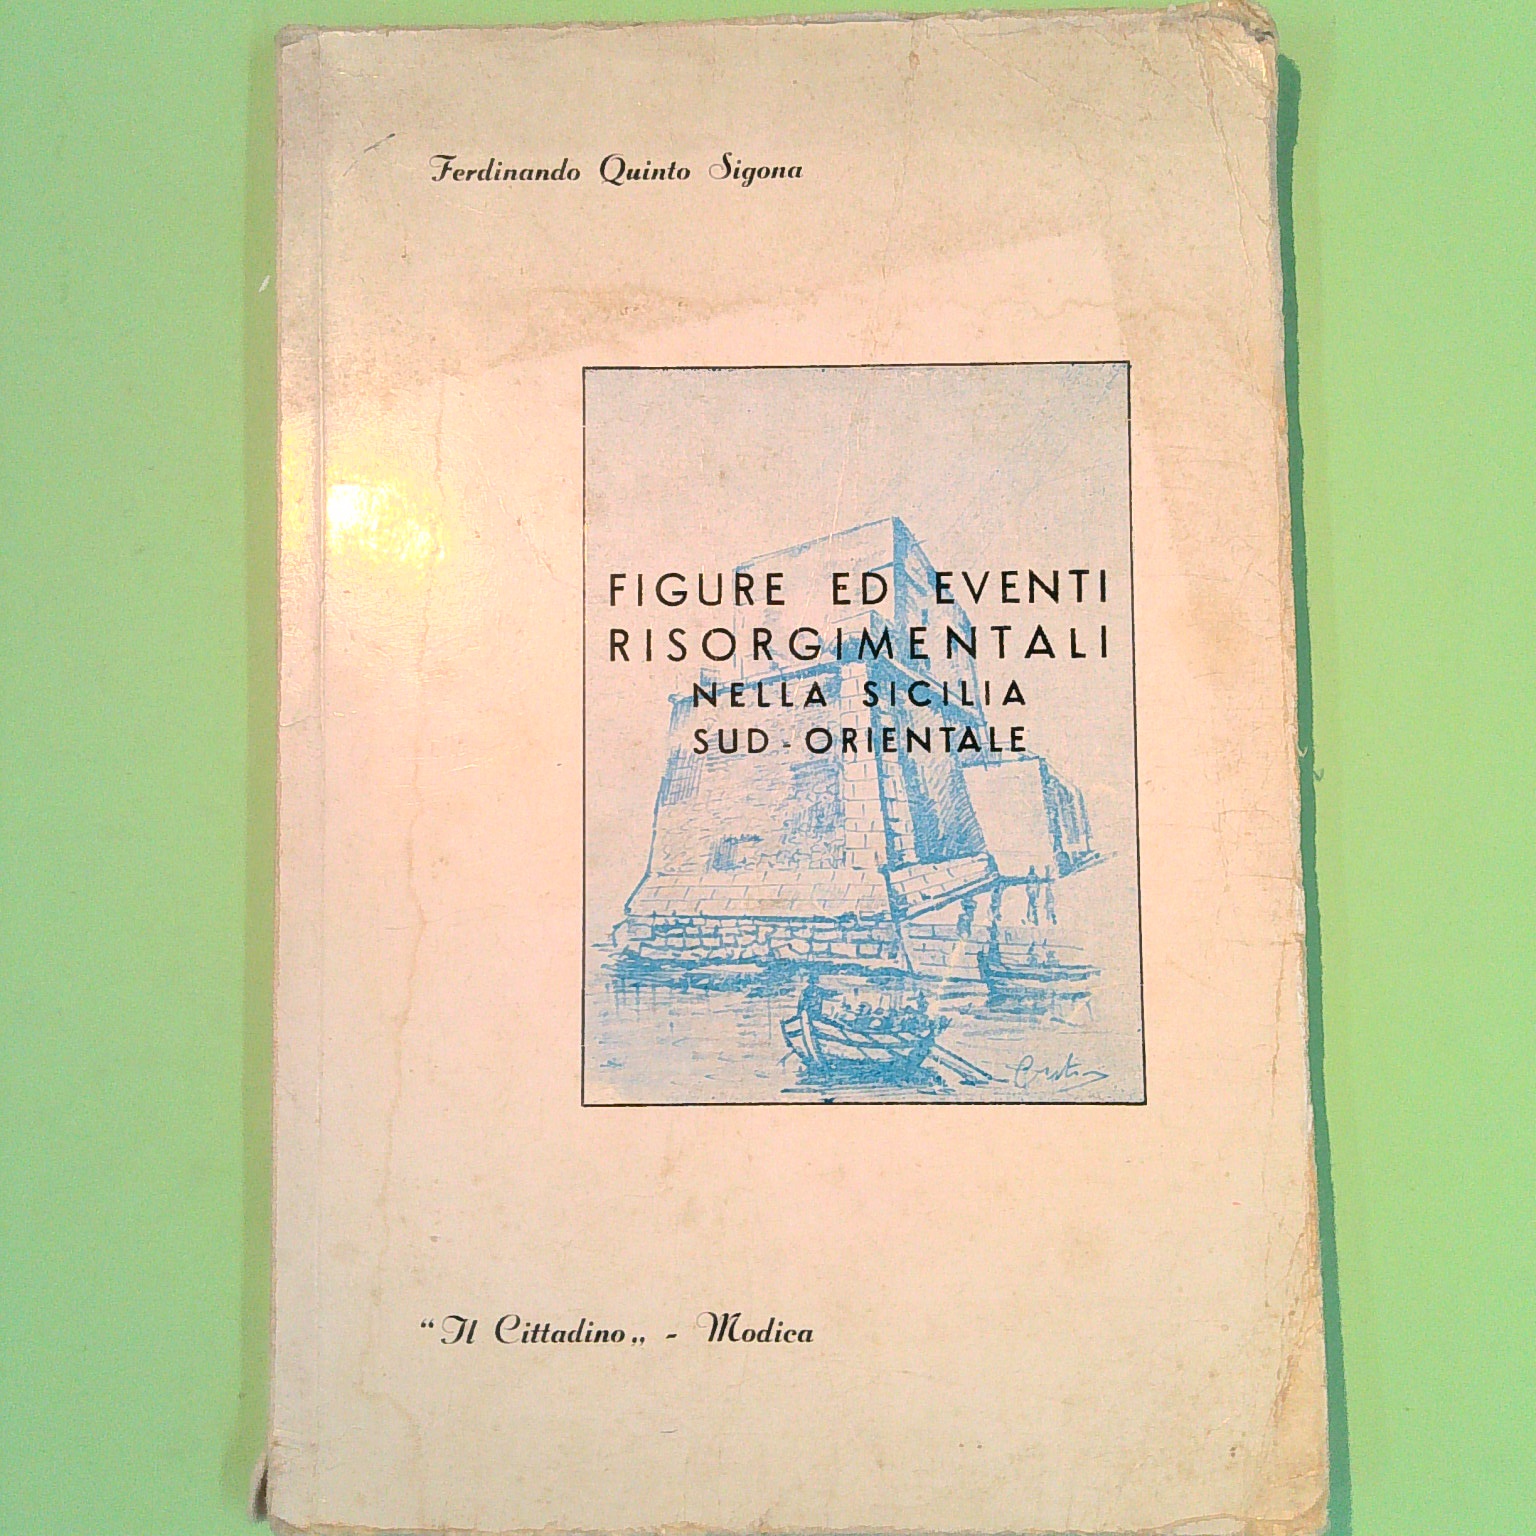 Ferdinando Quinto Sigona
FIGURE ED EVENTI
RISORGIMENTALI
NELLA SICILIA
SUD-ORIENTALE
“Il Cittadino„ - Modica